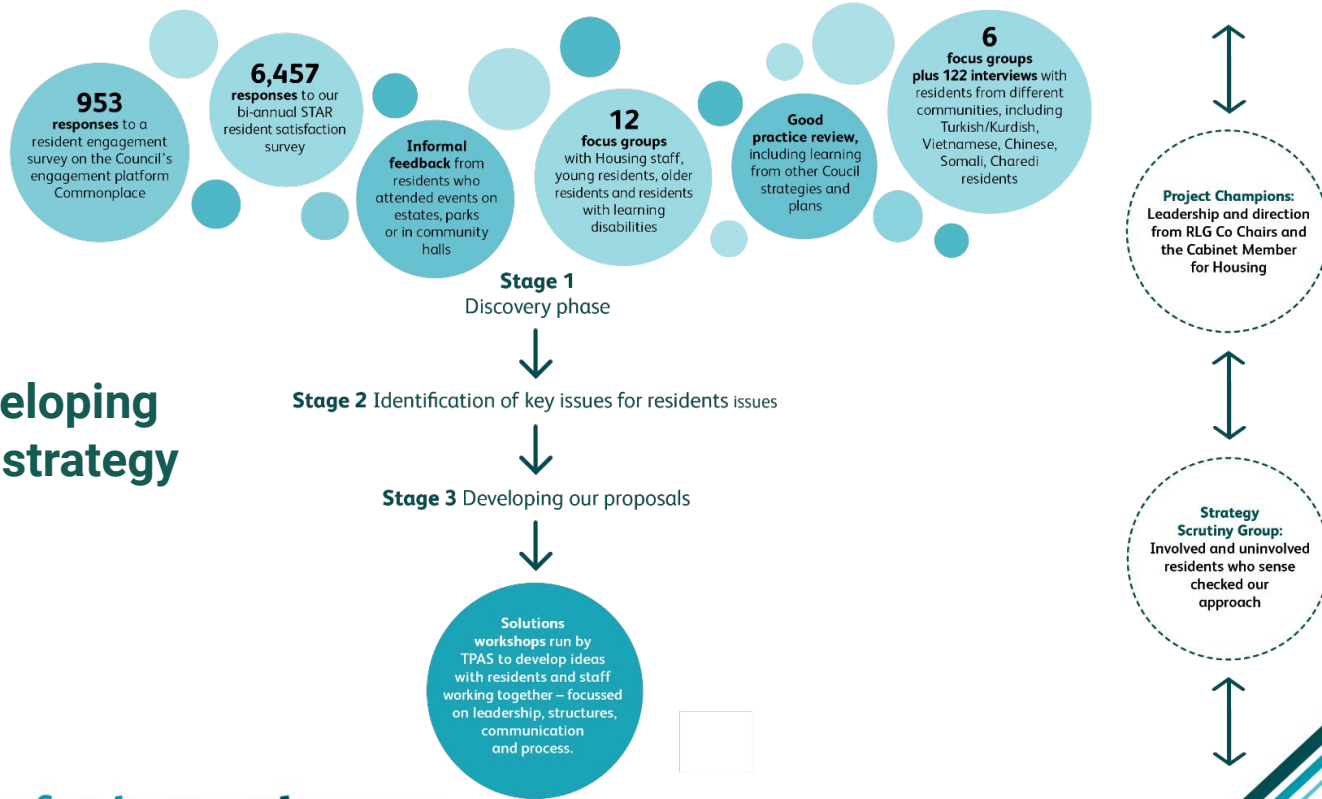 953
responses to a
resident engagement
survey on the Council's
engagement platform
Commonplace
6,457
responses to our
bi-annual STAR
resident satisfaction
survey
Informal
feedback from
residents who
attended events on
estates, parks
or in community
halls
12
focus groups
with Housing staff,
young residents, older
residents and residents
with learning
disabilities
Good
practice review,
including learning
from other Coucil
strategies and
plans
6
focus groups
plus 122 interviews with
residents from different
communities, including
Turkish/Kurdish,
Vietnamese, Chinese,
Somali, Charedi
residents
Stage 1
Discovery phase
Stage 2 Identification of key issues for residents issues
Stage 3 Developing our proposals
eloping
strategy
Solutions
workshops run by
TPAS to develop ideas
with residents and staff
working together – focussed
on leadership, structures,
communication
and process.
Project Champions:
Leadership and direction
from RLG Co Chairs and
the Cabinet Member
for Housing
Strategy
Scrutiny Group:
Involved and uninvolved
residents who sense
checked our
approach